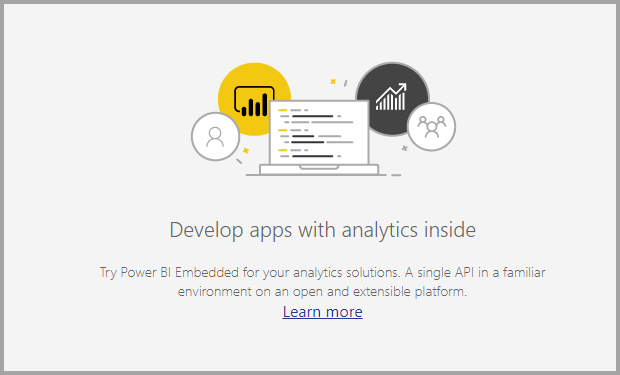 Develop apps with analytics inside
Try Power BI Embedded for your analytics solutions. A single API in a familiar
environment on an open and extensible platform.
Learn more